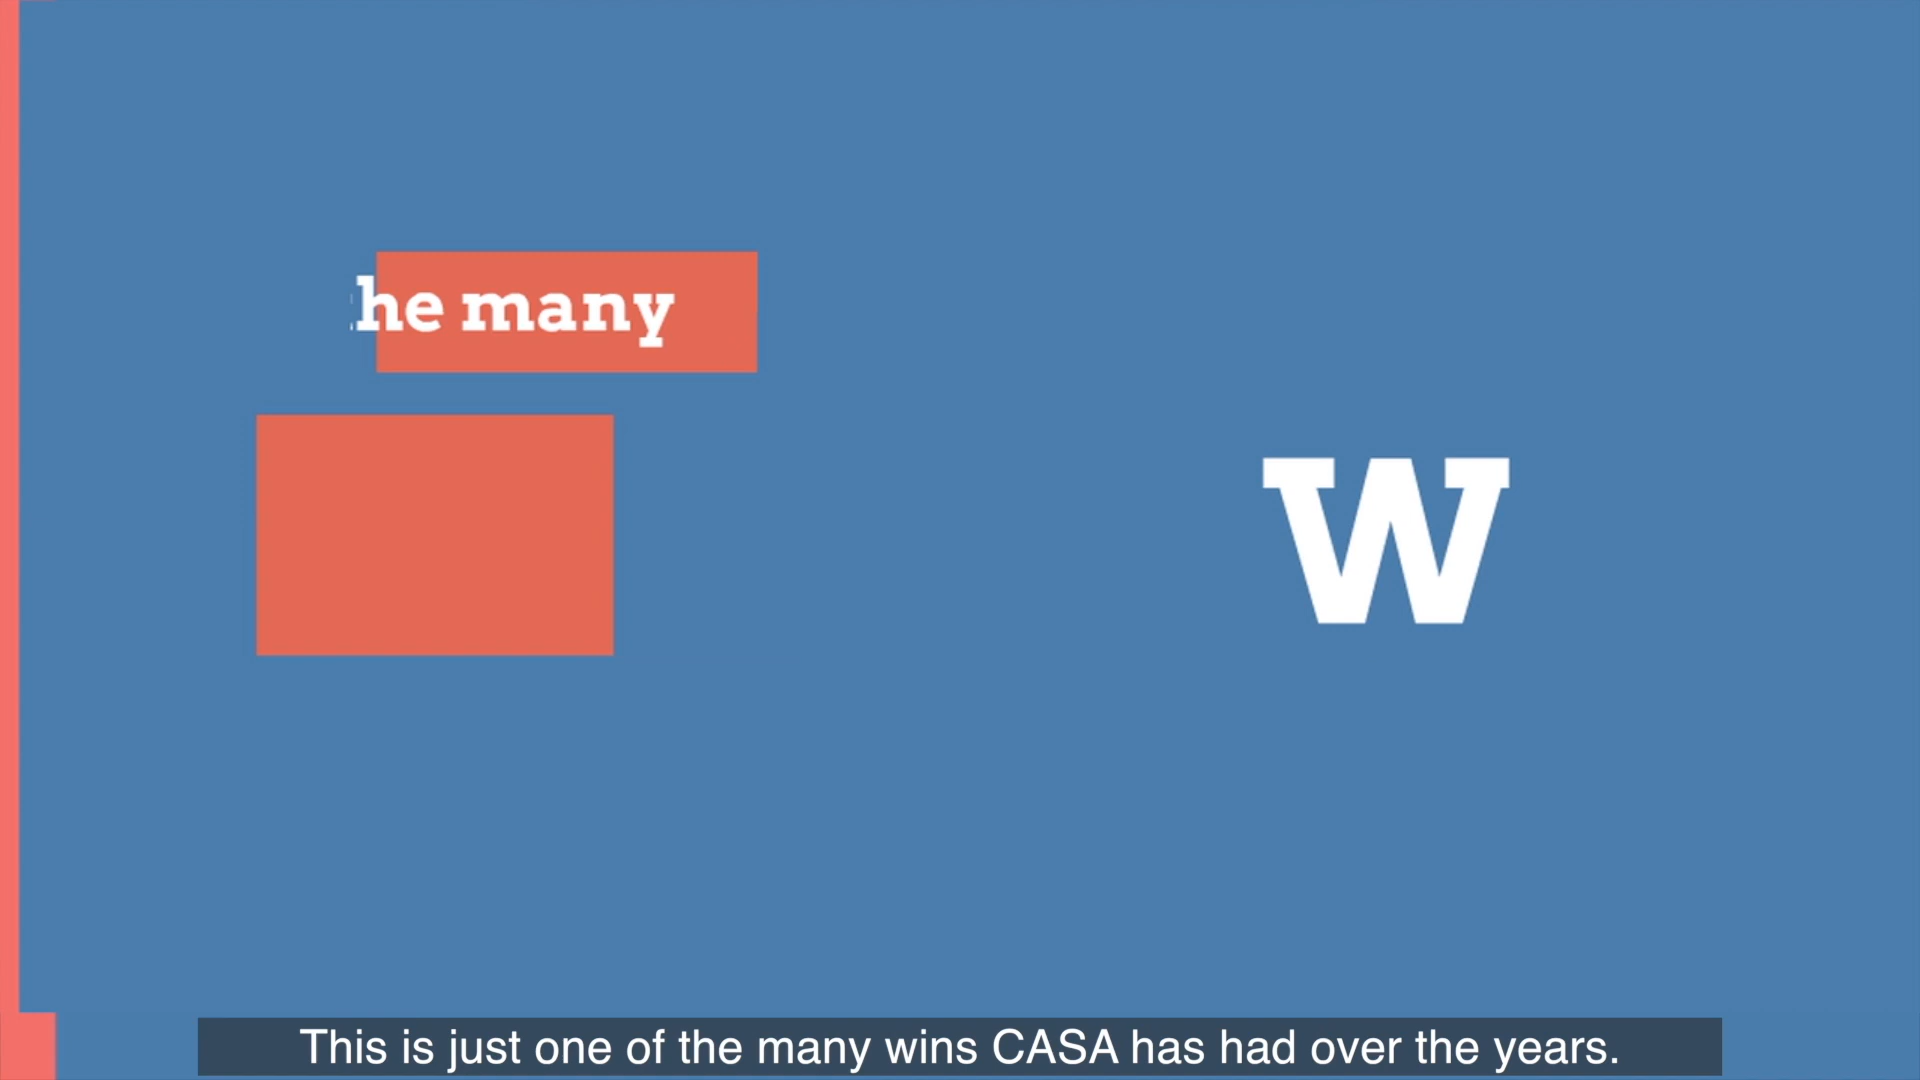 he many
W
This is just one of the many wins CASA has had over the years.